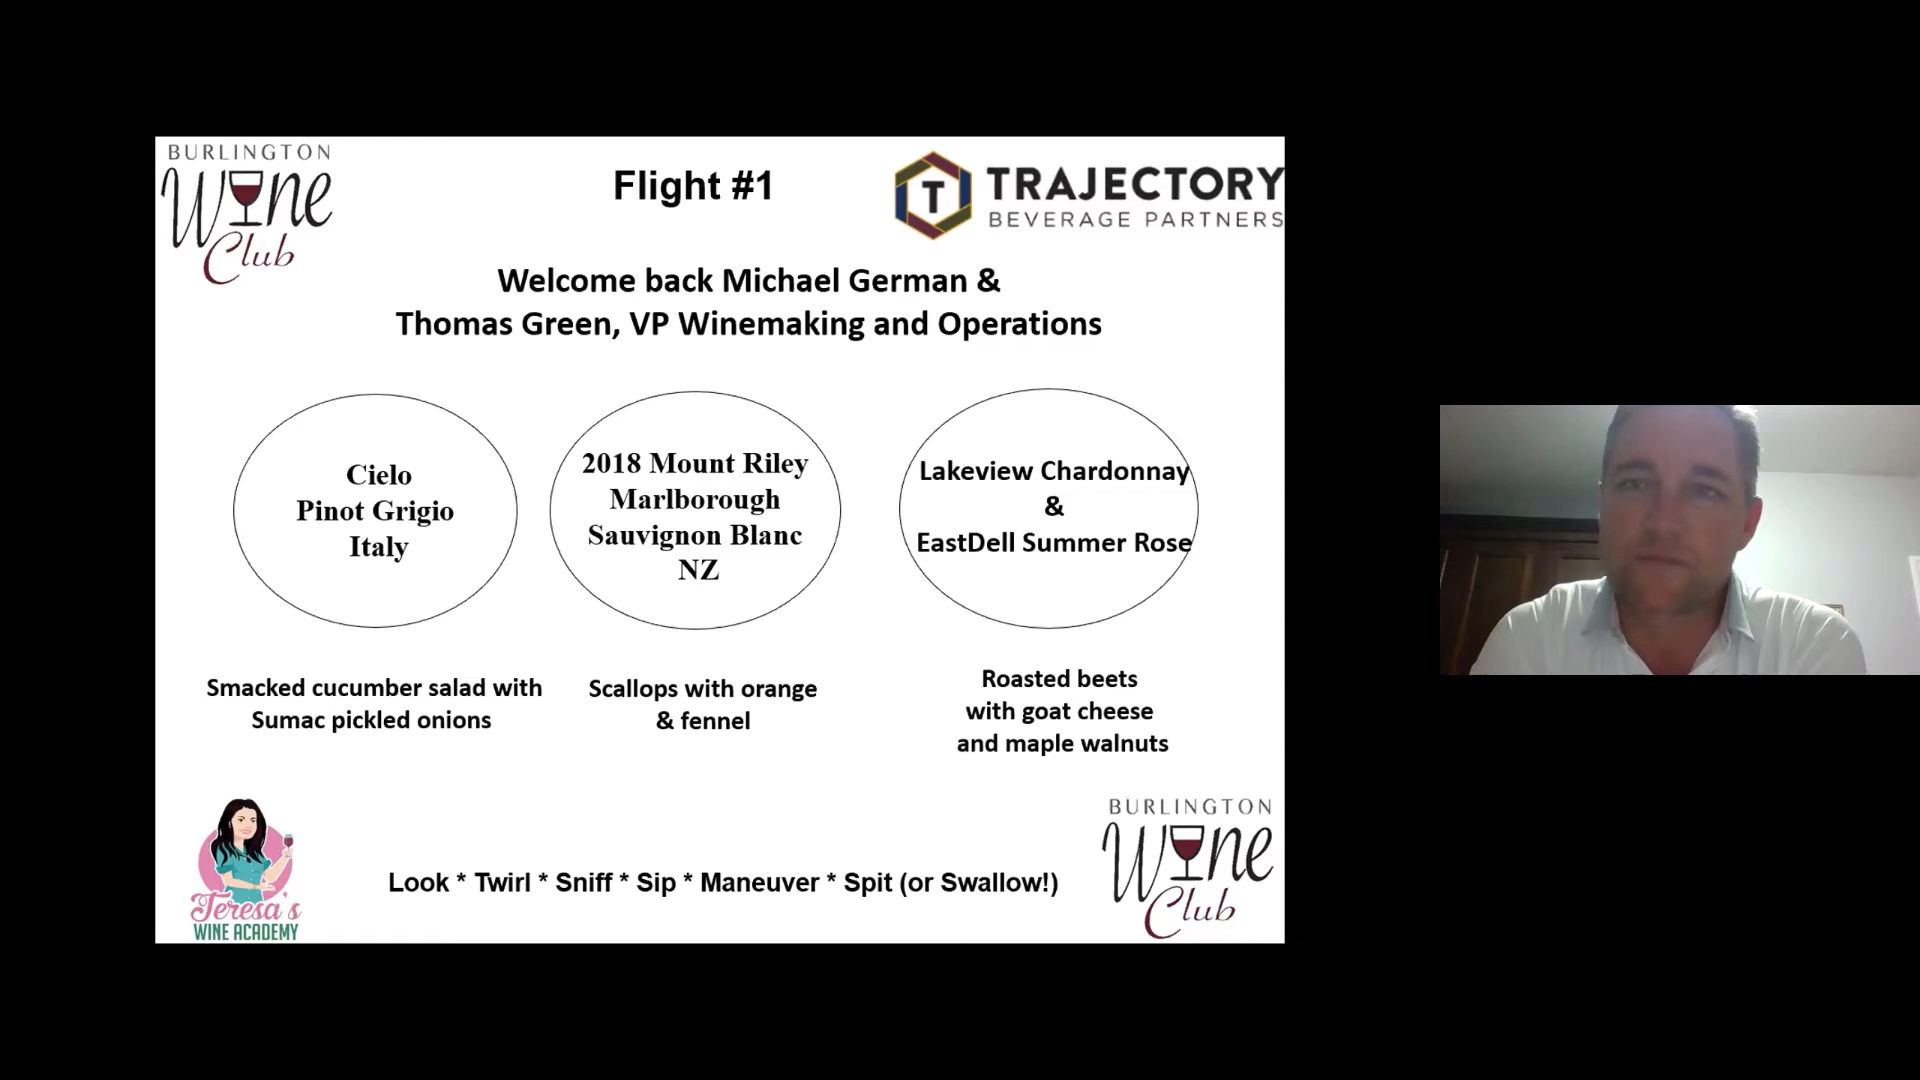 BURLINGTON
Wine
Club
Flight #1
T
TRAJECTORY
BEVERAGE PARTNERS
Welcome back Michael German &
Thomas Green, VP Winemaking and Operations
Cielo
Pinot Grigio
Italy
2018 Mount Riley
Marlborough
Sauvignon Blanc
NZ
Lakeview Chardonnay
&
EastDell Summer Rose
Smacked cucumber salad with
Sumac pickled onions
Scallops with orange
& fennel
Roasted beets
with goat cheese
and maple walnuts
Teresa's
WINE ACADEMY
Look * Twirl * Sniff * Sip * Maneuver * Spit (or Swallow!)
BURLINGTON
Wine
Club